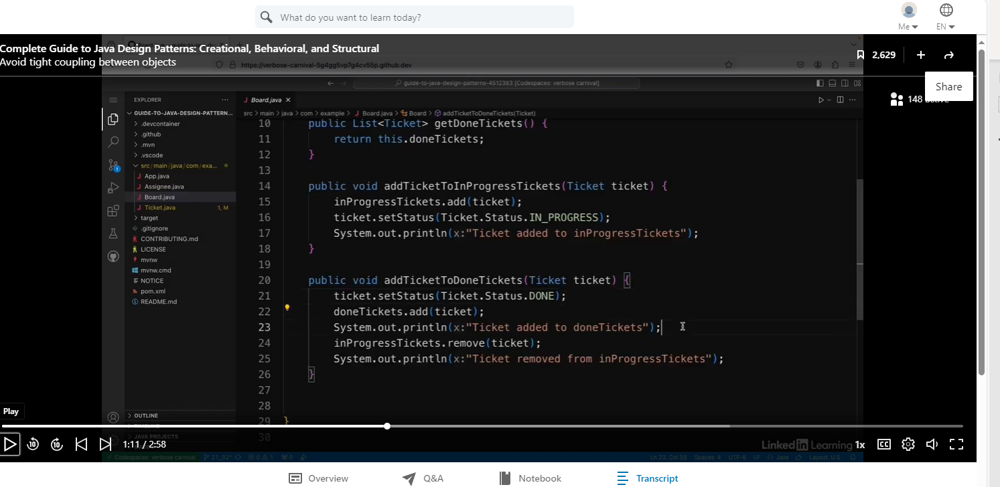 What do you want to learn today?
Me
EN
Complete Guide to Java Design Patterns: Creational, Behavioral, and Structural
Avoid tight coupling between objects
2,629
https://verbose-carnival-5g4gg5vp7g4cv55p.github.dev
Share
148 active
guide-to-java-design-patterns-4512383 [Codespaces: verbose carnival]
EXPLORER
Board.java
GUIDE-TO-JAVA-DESIGN-PATTERN...
src > main > java > com > example > Board.java > Board > addTicketToDoneTickets(Ticket)
.devcontainer
.github
.mvn
.vscode
src/main/java/com/exa...
App.java
Assignee.java
Board.java
Ticket.java 1, M
target
.gitignore
CONTRIBUTING.md
LICENSE
mvnw
mvnw.cmd
NOTICE
pom.xml
README.md
10 public List<Ticket> getDoneTickets() {
11 return this.doneTickets;
12 }
13
14 public void addTicketToInProgressTickets(Ticket ticket) {
15 inProgressTickets.add(ticket);
16 ticket.setStatus(Ticket.Status.IN_PROGRESS);
17 System.out.println(x:"Ticket added to inProgressTickets");
18 }
19
20 public void addTicketToDoneTickets(Ticket ticket) {
21 ticket.setStatus(Ticket.Status.DONE);
22 doneTickets.add(ticket);
23 System.out.println(x:"Ticket added to doneTickets");
24 inProgressTickets.remove(ticket);
25 System.out.println(x:"Ticket removed from inProgressTickets");
26 }
27
28
29 }
30
OUTLINE
TIMELINE
JAVA PROJECTS
Play
1:11 / 2:58
LinkedIn Learning
1x
Codespaces: verbose carnival
21_02*
0 1
0
Ln 23, Col 59 Spaces: 4 UTF-8 LF Java Layout: U.S.
Overview
Q&A
Notebook
Transcript